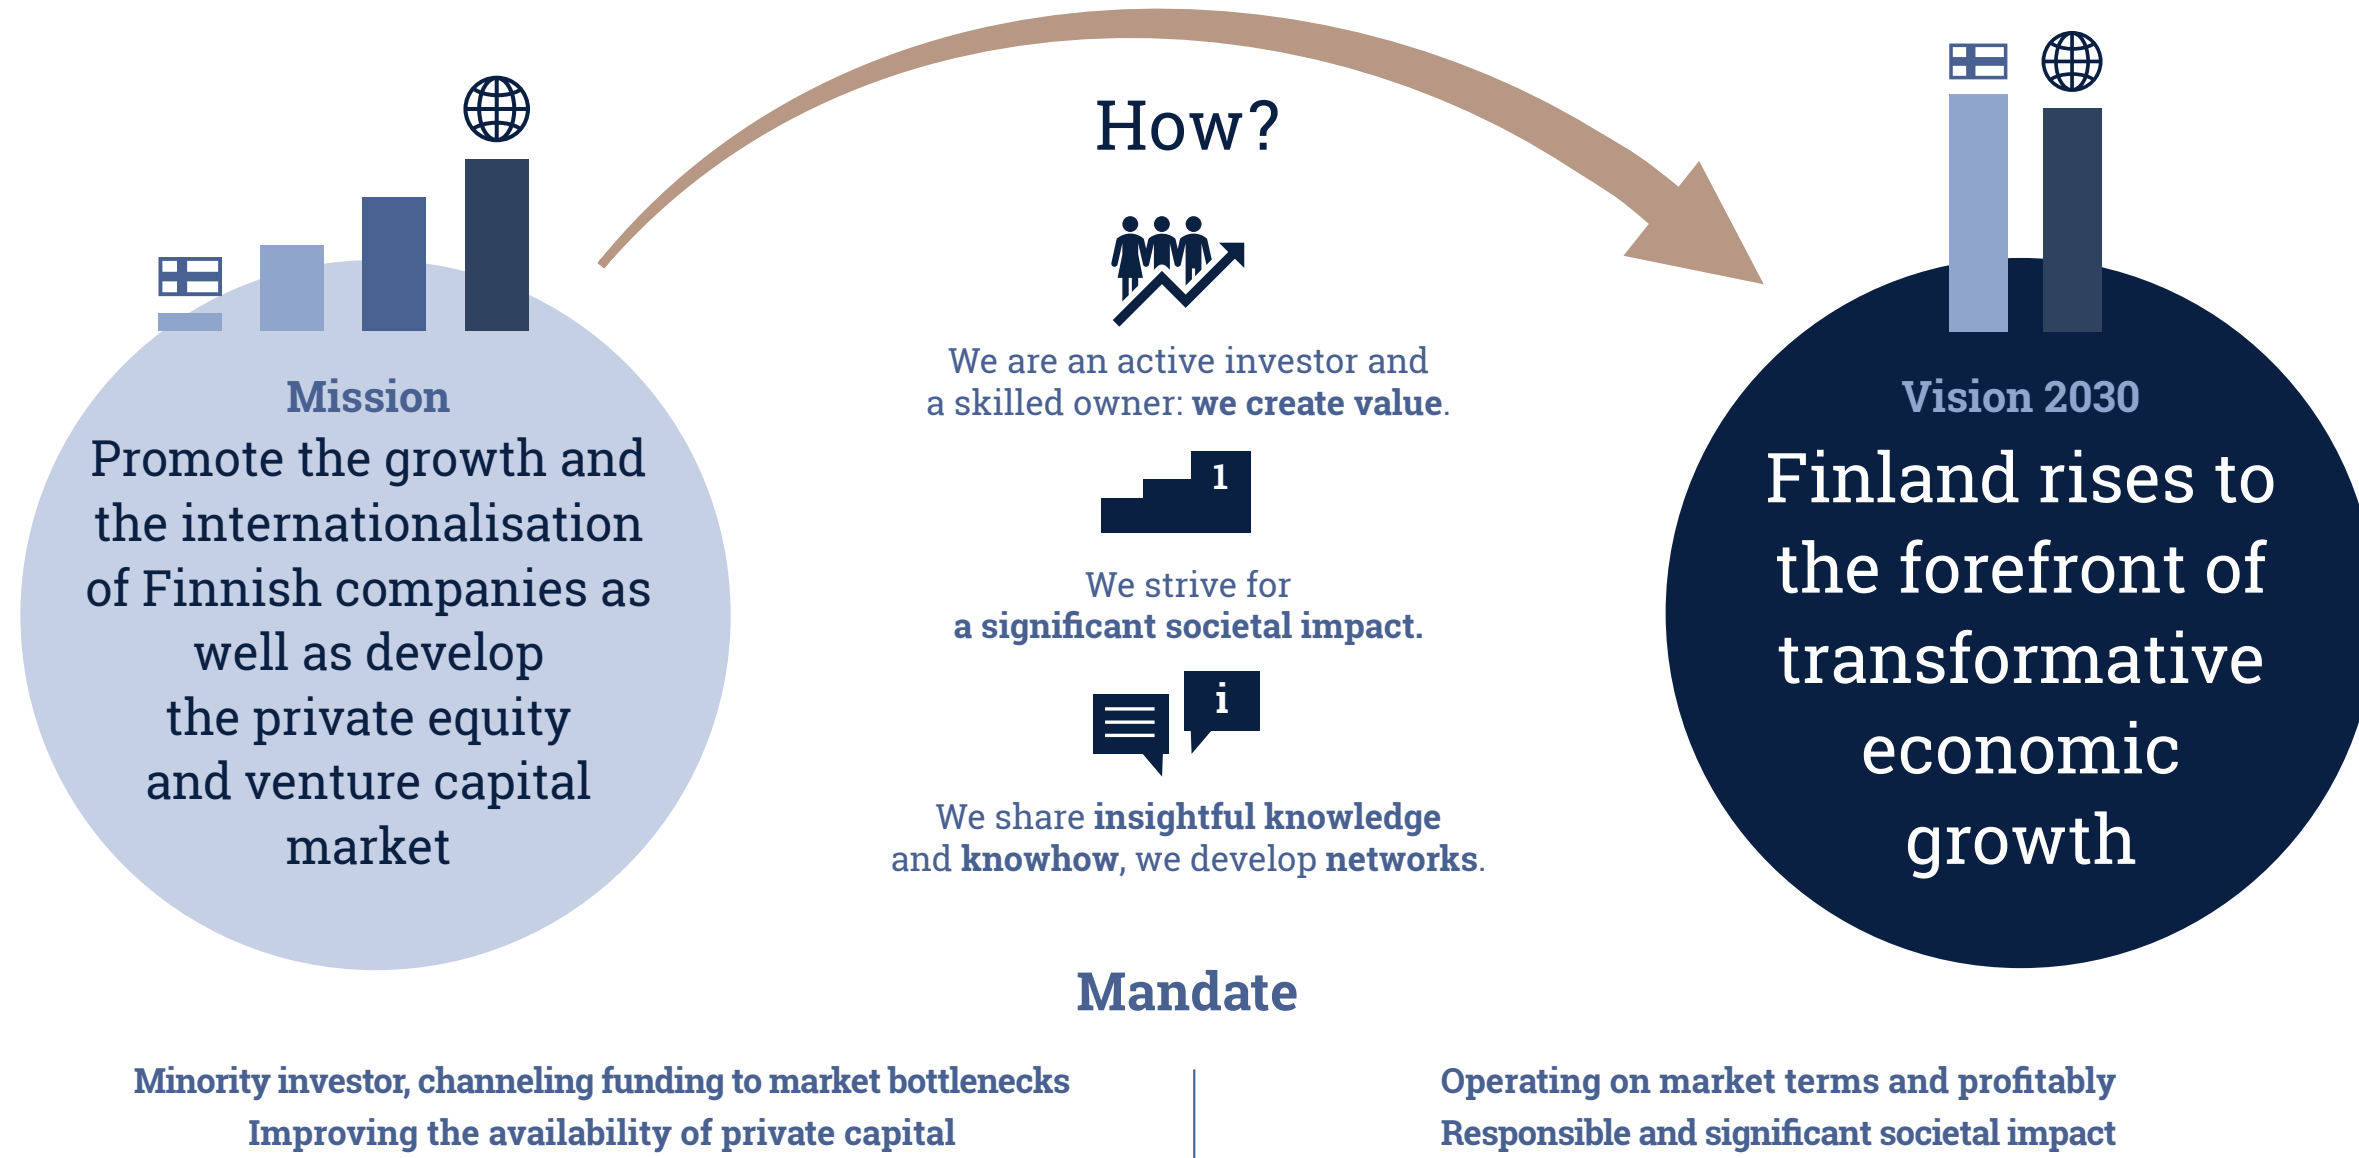 Mission
Promote the growth and
the internationalisation
of Finnish companies as
well as develop
the private equity
and venture capital
market
How?
We are an active investor and
a skilled owner: we create value.
1
We strive for
a significant societal impact.
i
We share insightful knowledge
and knowhow, we develop networks.
Vision 2030
Finland rises to
the forefront of
transformative
economic
growth
Mandate
Minority investor, channeling funding to market bottlenecks
Improving the availability of private capital
Operating on market terms and profitably
Responsible and significant societal impact